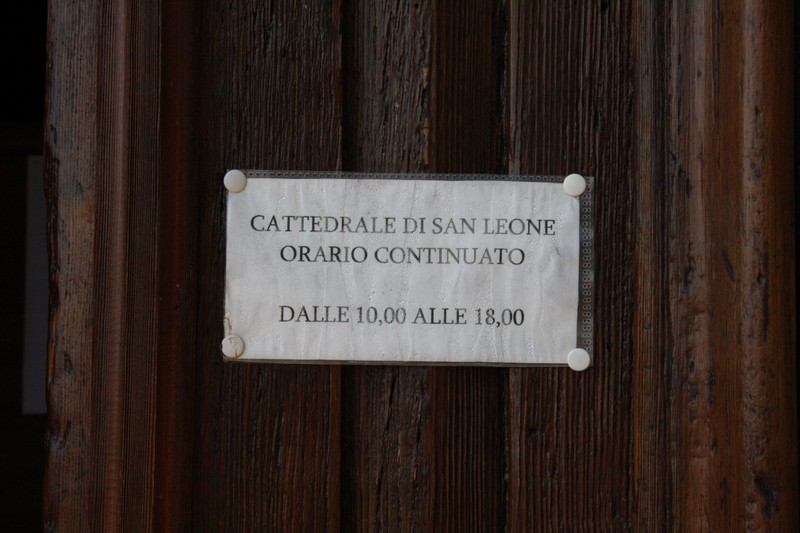 CATTEDRALE DI SAN LEONE
ORARIO CONTINUATO
DALLE 10,00 ALLE 18,00